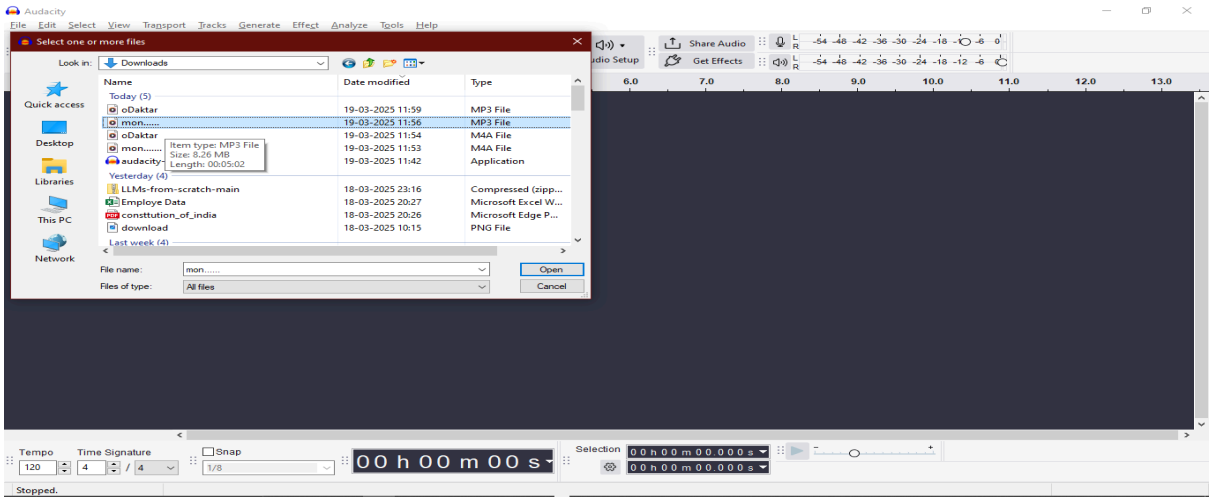 Audacity
File Edit Select View Transport Tracks Generate Effect Analyze Tools Help
Select one or more files
Look in: Downloads
Name Date modified Type
Today (5)
oDaktar 19-03-2025 11:59 MP3 File
mon...... 19-03-2025 11:56 MP3 File
oDaktar 19-03-2025 11:54 M4A File
mon....... 19-03-2025 11:53 M4A File
audacity- 19-03-2025 11:42 Application
Item type: MP3 File
Size: 8.26 MB
Length: 00:05:02
Yesterday (4)
LLMs-from-scratch-main 18-03-2025 23:16 Compressed (zipp...
Employe Data 18-03-2025 20:27 Microsoft Excel W...
consttution_of_india 18-03-2025 20:26 Microsoft Edge P...
download 18-03-2025 10:15 PNG File
Last week (4)
Quick access
Desktop
Libraries
This PC
Network
File name: mon...... Open
Files of type: All files Cancel
Share Audio L R -54 -48 -42 -36 -30 -24 -18 -6 0
udio Setup Get Effects L R -54 -48 -42 -36 -30 -24 -18 -12 -6
6.0 7.0 8.0 9.0 10.0 11.0 12.0 13.0
Tempo Time Signature Snap Selection
120 4 / 4 1/8 00 h 00 m 00 s
00 h 00 m 00.000 s
00 h 00 m 00.000 s
- +
Stopped.